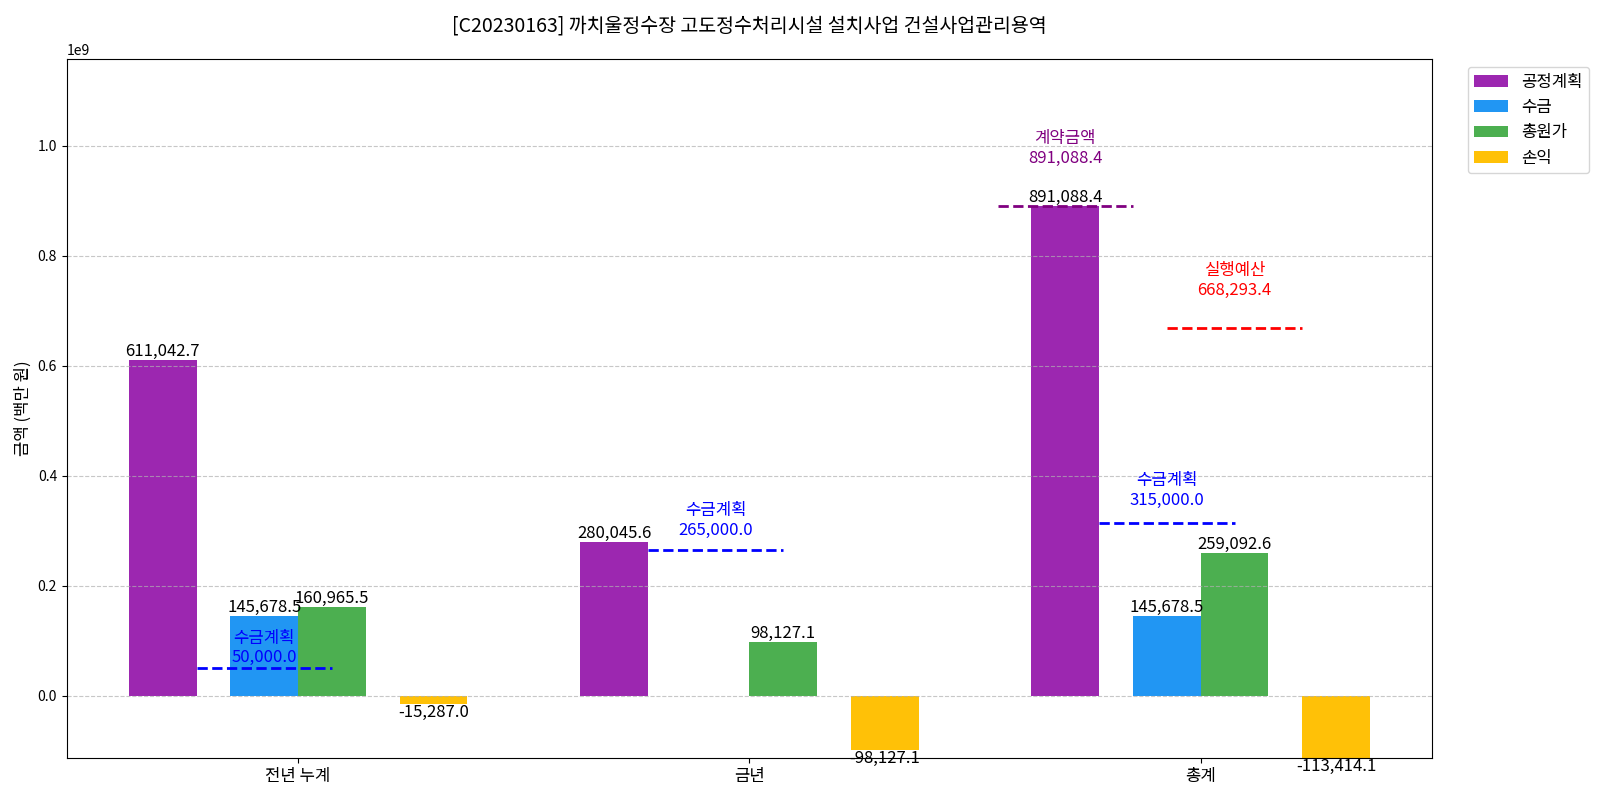 [C20230163] 까치울정수장 고도정수처리시설 설치사업 건설사업관리용역
1e9
공정계획
수금
총원가
손익
계약금액
891,088.4
891,088.4
실행예산
668,293.4
611,042.7
수금계획
315,000.0
수금계획
265,000.0
280,045.6
259,092.6
145,678.5
160,965.5
145,678.5
수금계획
50,000.0
98,127.1
-15,287.0
-98,127.1
-113,414.1
1.0
0.8
0.6
0.4
0.2
0.0
금액 (백만 원)
전년 누계
금년
총계